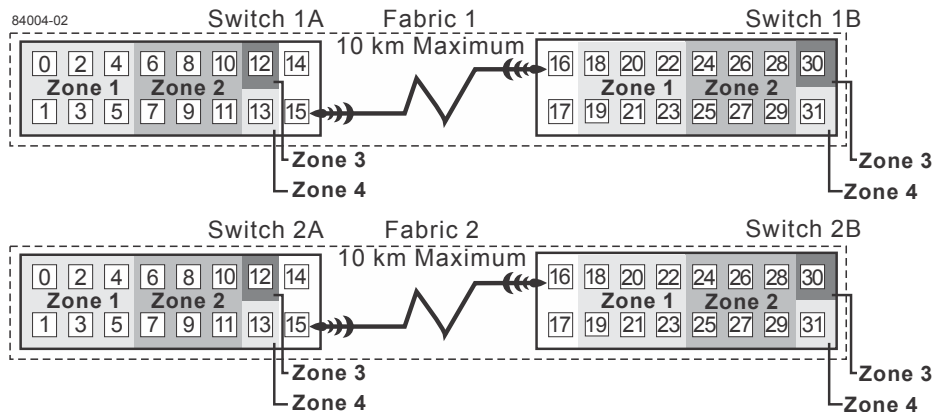 84004-02
Switch 1A Fabric 1 Switch 1B
10 km Maximum
0 2 4 6 8 10 12 14 16 18 20 22 24 26 28 30
Zone 1 Zone 2 Zone 1 Zone 2
1 3 5 7 9 11 13 15 17 19 21 23 25 27 29 31
Zone 3 Zone 3
Zone 4 Zone 4
Switch 2A Fabric 2 Switch 2B
10 km Maximum
0 2 4 6 8 10 12 14 16 18 20 22 24 26 28 30
Zone 1 Zone 2 Zone 1 Zone 2
1 3 5 7 9 11 13 15 17 19 21 23 25 27 29 31
Zone 3 Zone 3
Zone 4 Zone 4